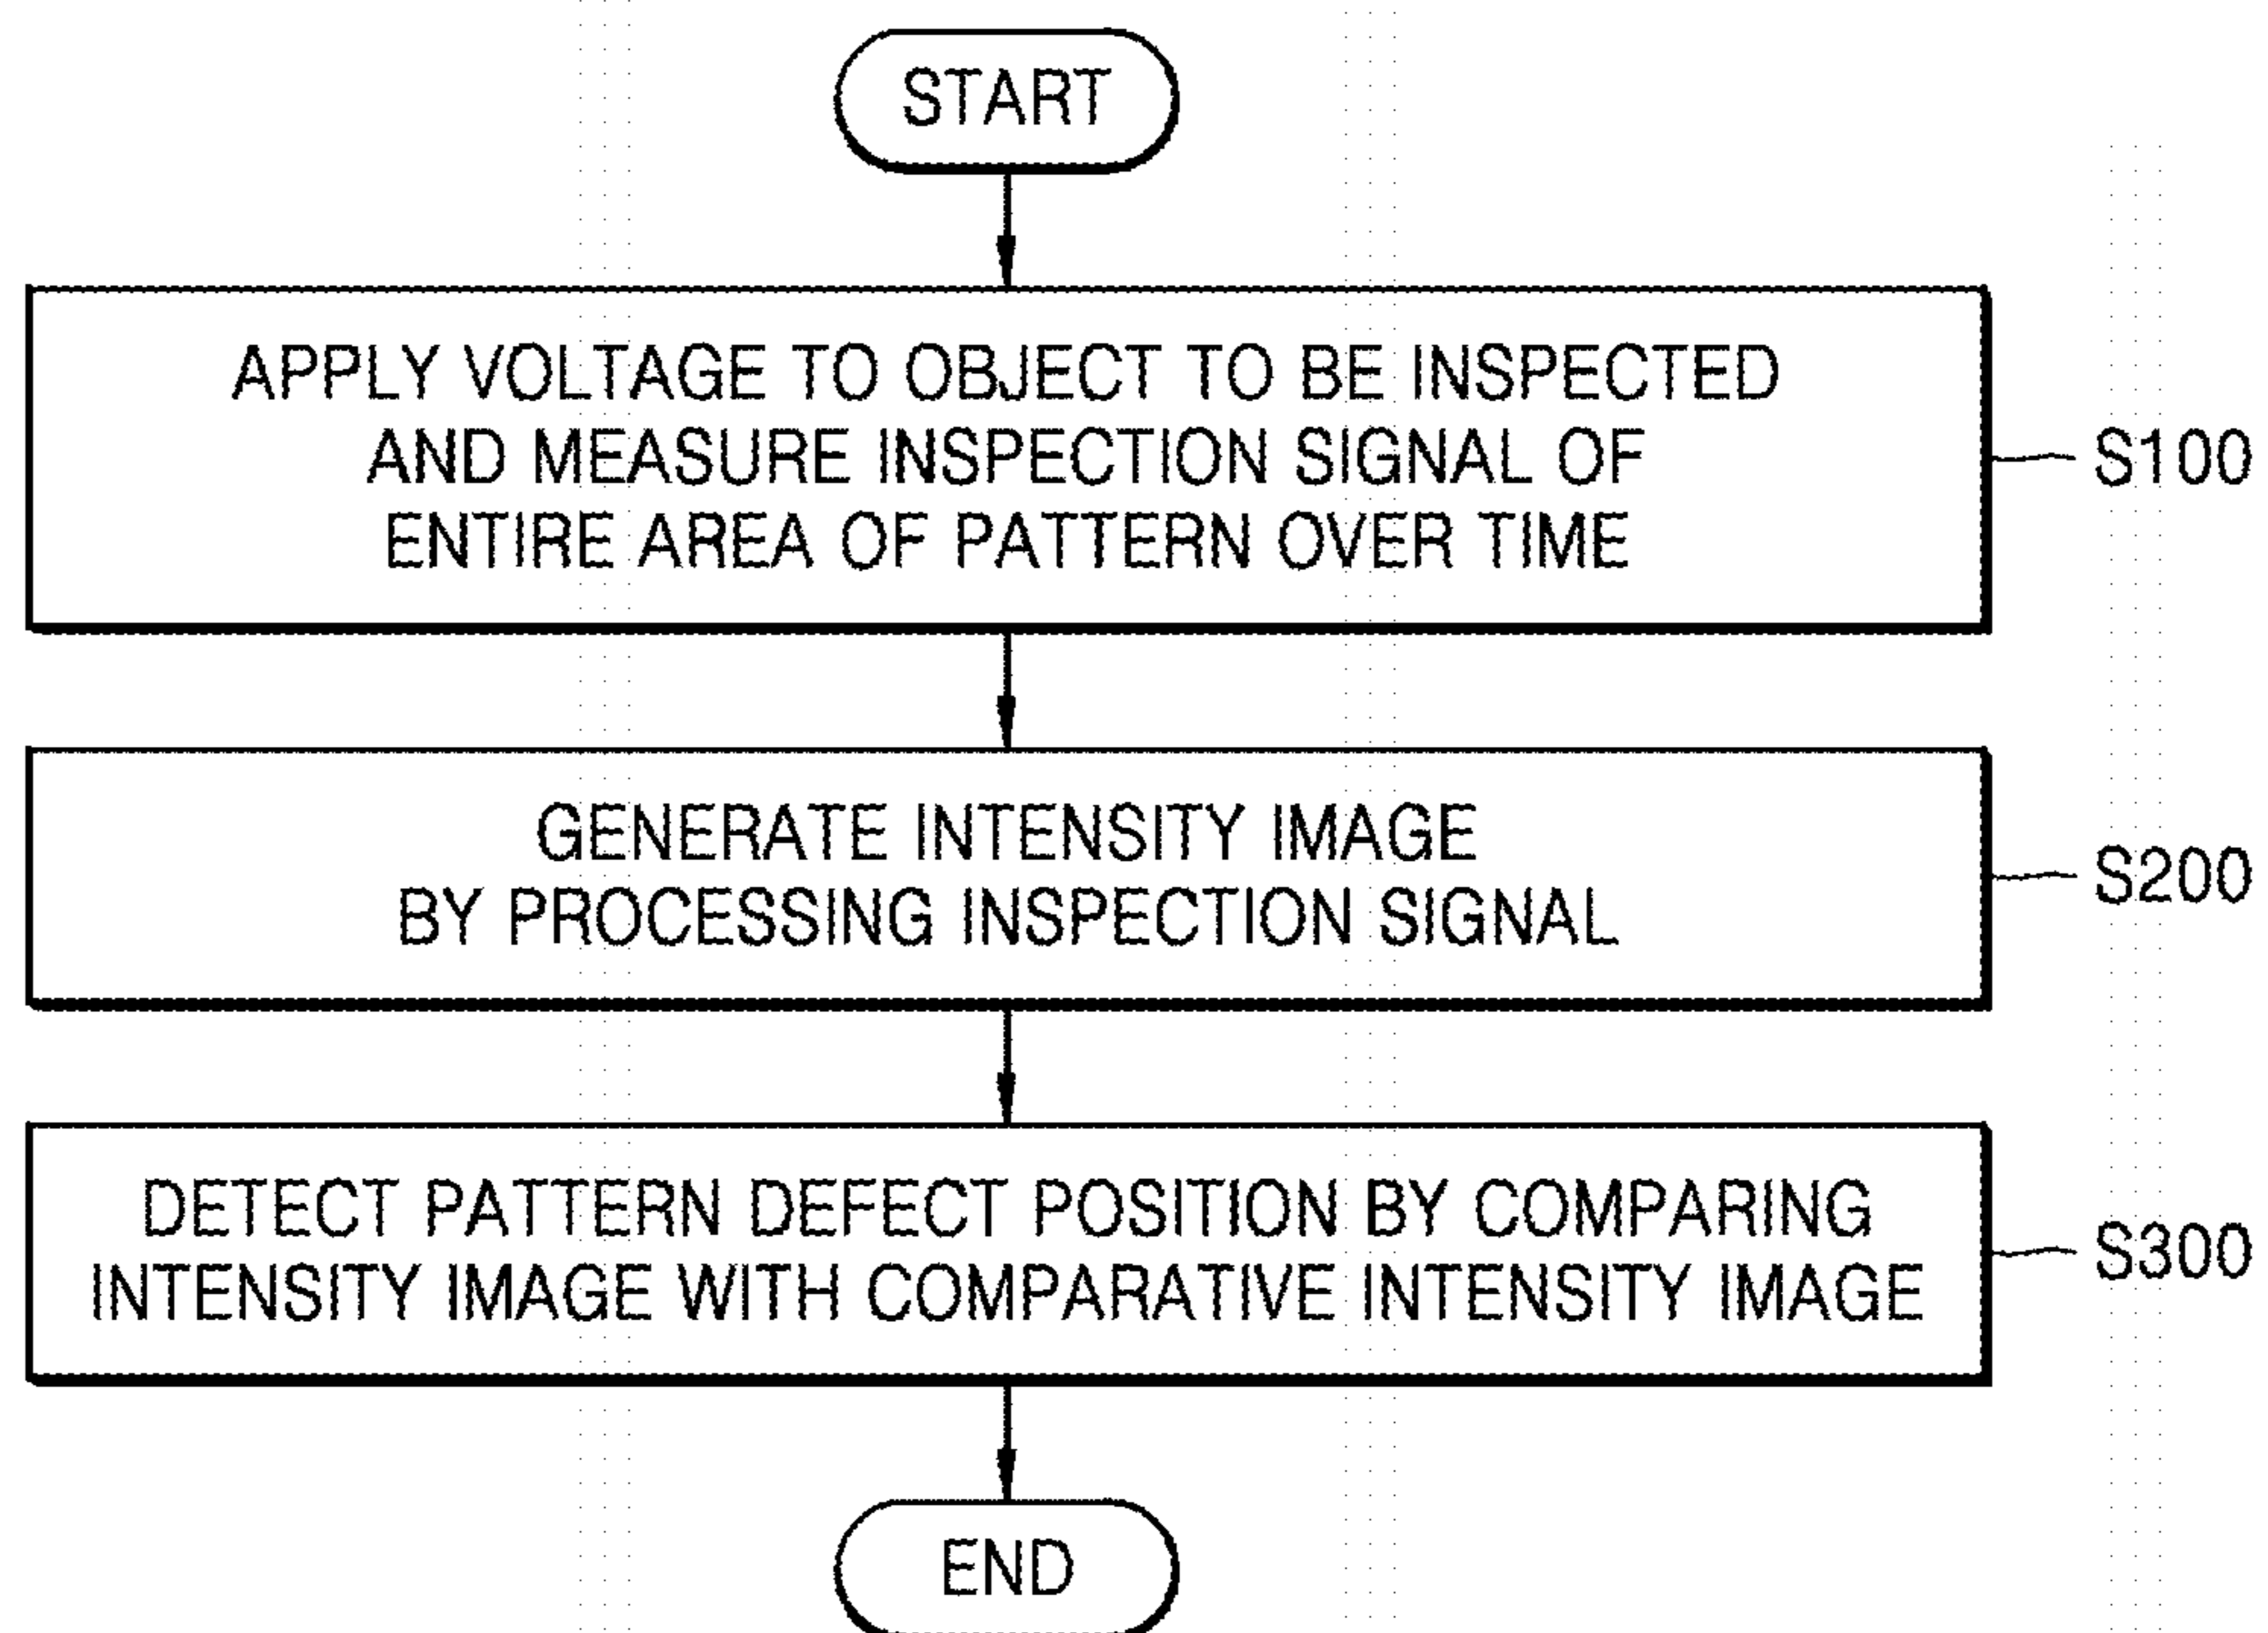 START
APPLY VOLTAGE TO OBJECT TO BE INSPECTED
AND MEASURE INSPECTION SIGNAL OF
ENTIRE AREA OF PATTERN OVER TIME
S100
GENERATE INTENSITY IMAGE
BY PROCESSING INSPECTION SIGNAL
S200
DETECT PATTERN DEFECT POSITION BY COMPARING
INTENSITY IMAGE WITH COMPARATIVE INTENSITY IMAGE
S300
END